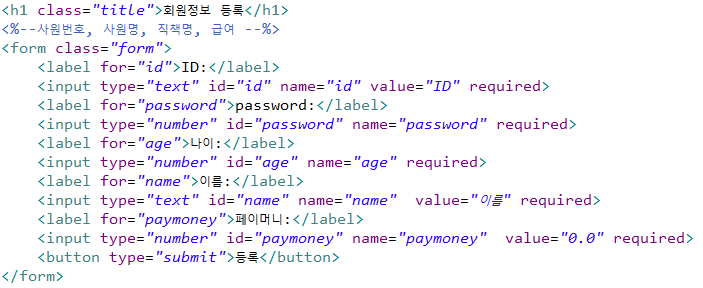 <h1 class="title">회원정보 등록</h1>
<%--사원번호, 사원명, 직책명, 급여 --%>
<form class="form">
    <label for="id">ID:</label>
    <input type="text" id="id" name="id" value="ID" required>
    <label for="password">password:</label>
    <input type="number" id="password" name="password" required>
    <label for="age">나이:</label>
    <input type="number" id="age" name="age" required>
    <label for="name">이름:</label>
    <input type="text" id="name" name="name"  value="이름" required>
    <label for="paymoney">페이머니:</label>
    <input type="number" id="paymoney" name="paymoney"  value="0.0" required>
    <button type="submit">등록</button>
</form>